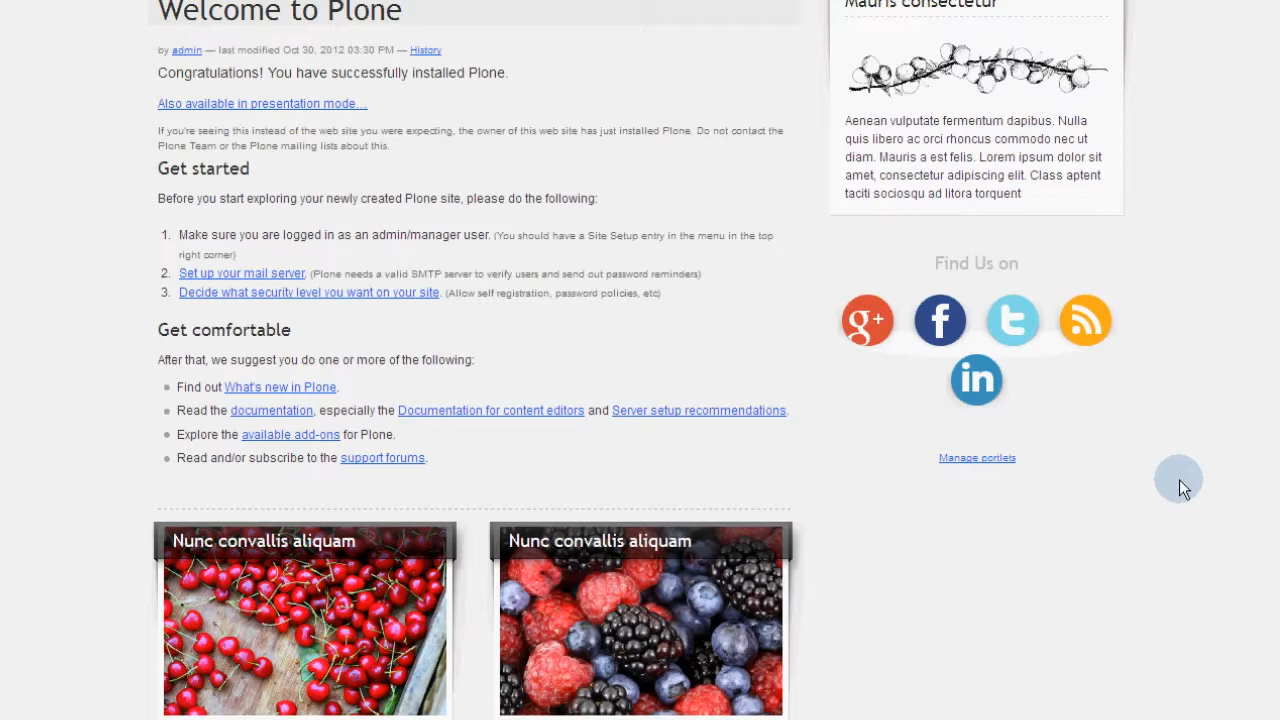 Welcome to Plone
by admin — last modified Oct 30, 2012 03:30 PM — History
Congratulations! You have successfully installed Plone.
Also available in presentation mode…
If you're seeing this instead of the web site you were expecting, the owner of this web site has just installed Plone. Do not contact the
Plone Team or the Plone mailing lists about this.
Get started
Before you start exploring your newly created Plone site, please do the following:
1. Make sure you are logged in as an admin/manager user. (You should have a Site Setup entry in the menu in the top
right corner)
2. Set up your mail server. (Plone needs a valid SMTP server to verify users and send out password reminders)
3. Decide what security level you want on your site. (Allow self registration, password policies, etc)
Get comfortable
After that, we suggest you do one or more of the following:
Find out What's new in Plone.
Read the documentation, especially the Documentation for content editors and Server setup recommendations.
Explore the available add-ons for Plone.
Read and/or subscribe to the support forums.
Nunc convallis aliquam
Nunc convallis aliquam
Mauris consectetur
Aenean vulputate fermentum dapibus. Nulla
quis libero ac orci rhoncus commodo nec ut
diam. Mauris a est felis. Lorem ipsum dolor sit
amet, consectetur adipiscing elit. Class aptent
taciti sociosqu ad litora torquent
Find Us on
g+
f
t
in
Manage portlets